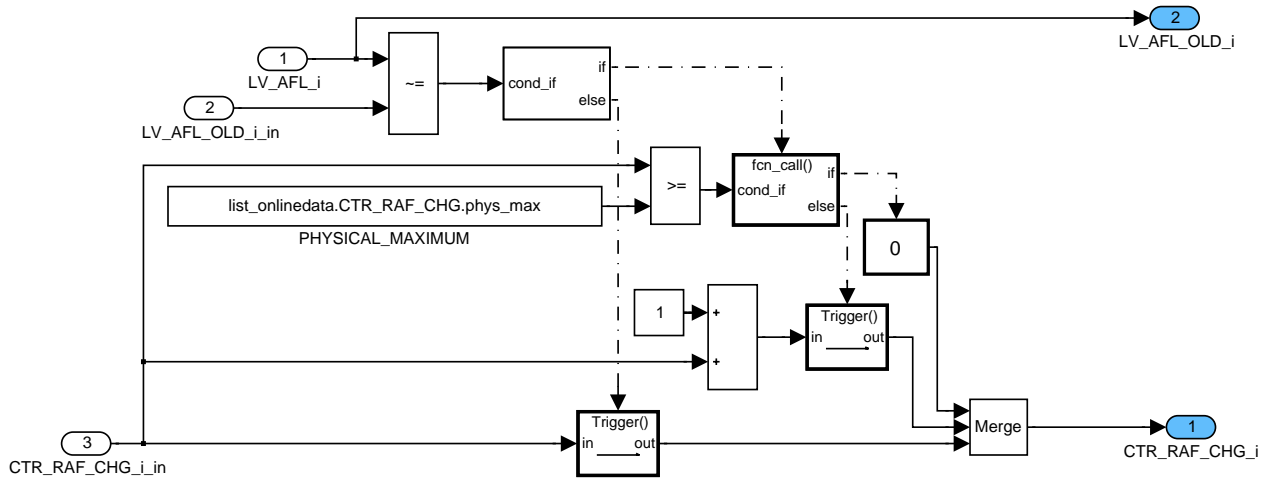 2
LV_AFL_OLD_i
1
LV_AFL_i
~=
cond_if
if
else
2
LV_AFL_OLD_i_in
fcn_call()
cond_if
if
else
>=
list_onlinedata.CTR_RAF_CHG.phys_max
PHYSICAL_MAXIMUM
0
1
+
+
Trigger()
in
out
Trigger()
in
out
Merge
3
CTR_RAF_CHG_i_in
1
CTR_RAF_CHG_i